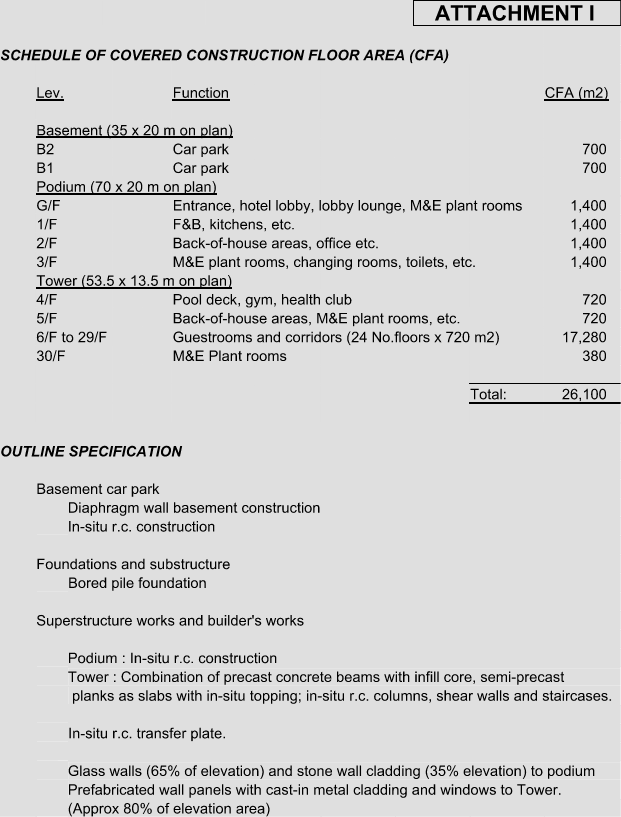 ATTACHMENT I
SCHEDULE OF COVERED CONSTRUCTION FLOOR AREA (CFA)
Lev. Function CFA (m2)
Basement (35 x 20 m on plan)
B2 Car park 700
B1 Car park 700
Podium (70 x 20 m on plan)
G/F Entrance, hotel lobby, lobby lounge, M&E plant rooms 1,400
1/F F&B, kitchens, etc. 1,400
2/F Back-of-house areas, office etc. 1,400
3/F M&E plant rooms, changing rooms, toilets, etc. 1,400
Tower (53.5 x 13.5 m on plan)
4/F Pool deck, gym, health club 720
5/F Back-of-house areas, M&E plant rooms, etc. 720
6/F to 29/F Guestrooms and corridors (24 No.floors x 720 m2) 17,280
30/F M&E Plant rooms 380
Total: 26,100
OUTLINE SPECIFICATION
Basement car park
Diaphragm wall basement construction
In-situ r.c. construction
Foundations and substructure
Bored pile foundation
Superstructure works and builder's works
Podium : In-situ r.c. construction
Tower : Combination of precast concrete beams with infill core, semi-precast
planks as slabs with in-situ topping; in-situ r.c. columns, shear walls and staircases.
In-situ r.c. transfer plate.
Glass walls (65% of elevation) and stone wall cladding (35% elevation) to podium
Prefabricated wall panels with cast-in metal cladding and windows to Tower.
(Approx 80% of elevation area)